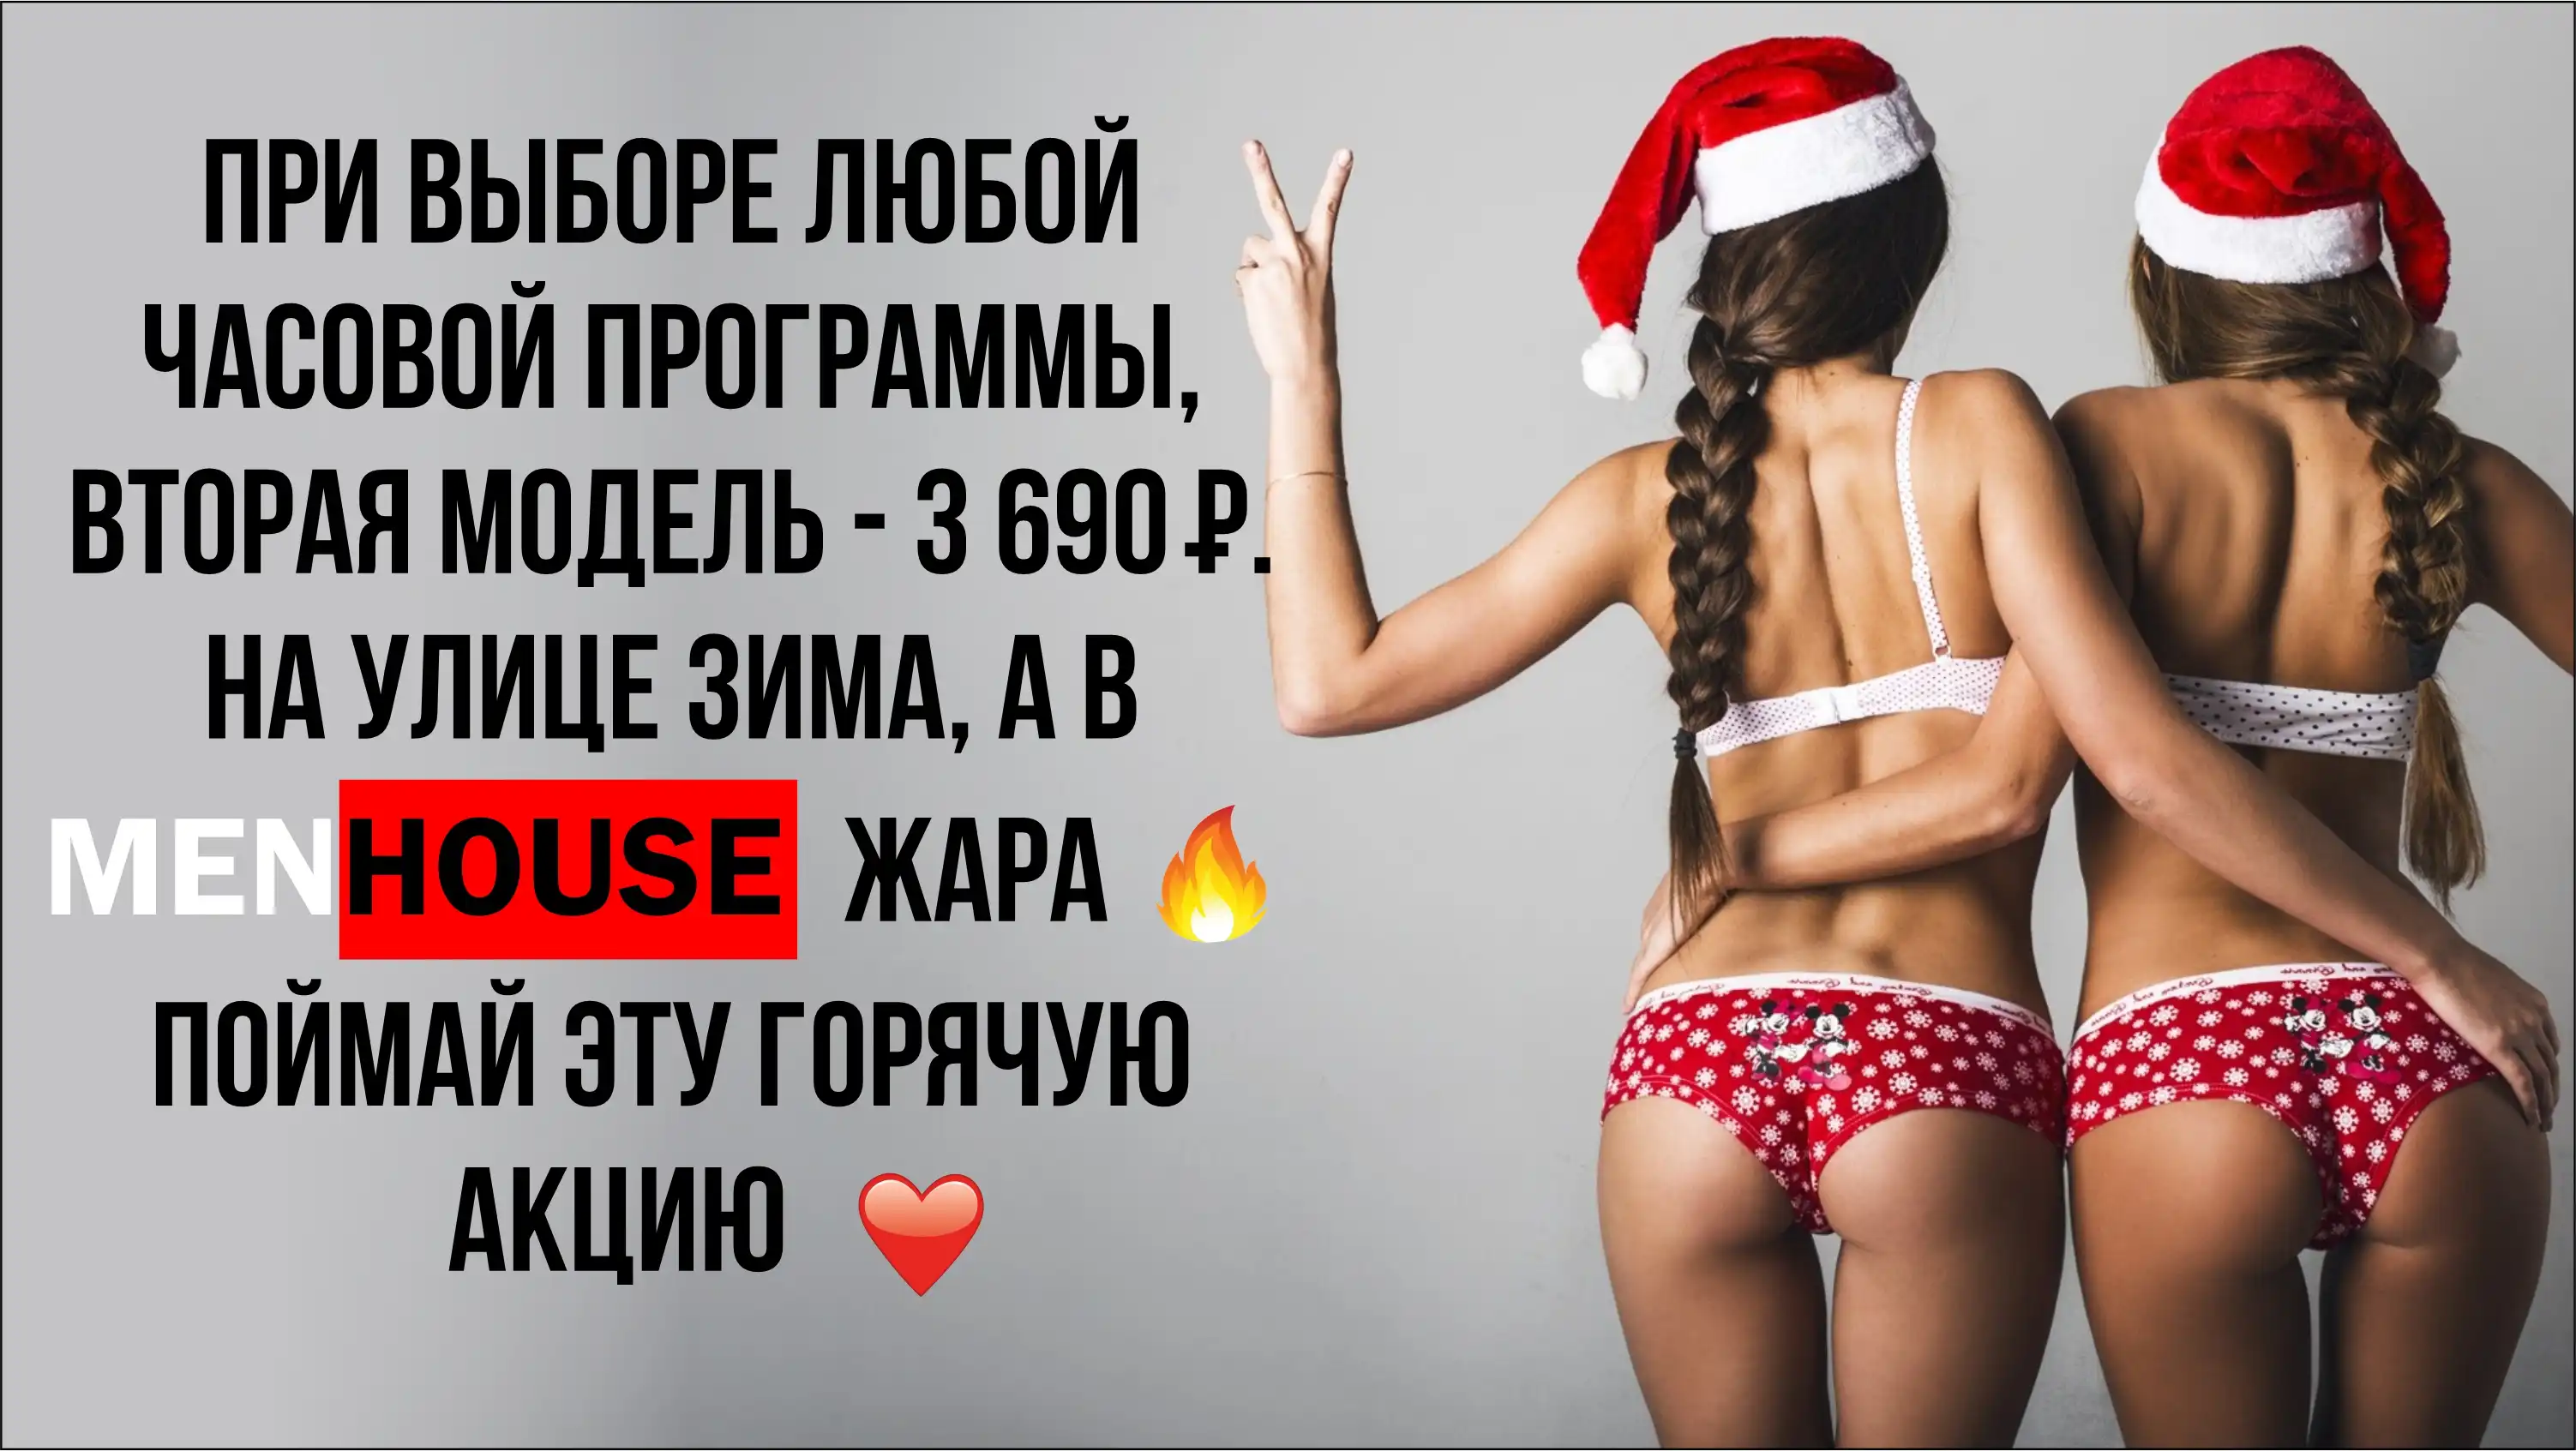 ПРИ ВЫБОРЕ ЛЮБОЙ
ЧАСОВОЙ ПРОГРАММЫ,
ВТОРАЯ МОДЕЛЬ - 3 690 ₽.
НА УЛИЦЕ ЗИМА, А В
MENHOUSE ЖАРА 🔥
ПОЙМАЙ ЭТУ ГОРЯЧУЮ
АКЦИЮ ❤️